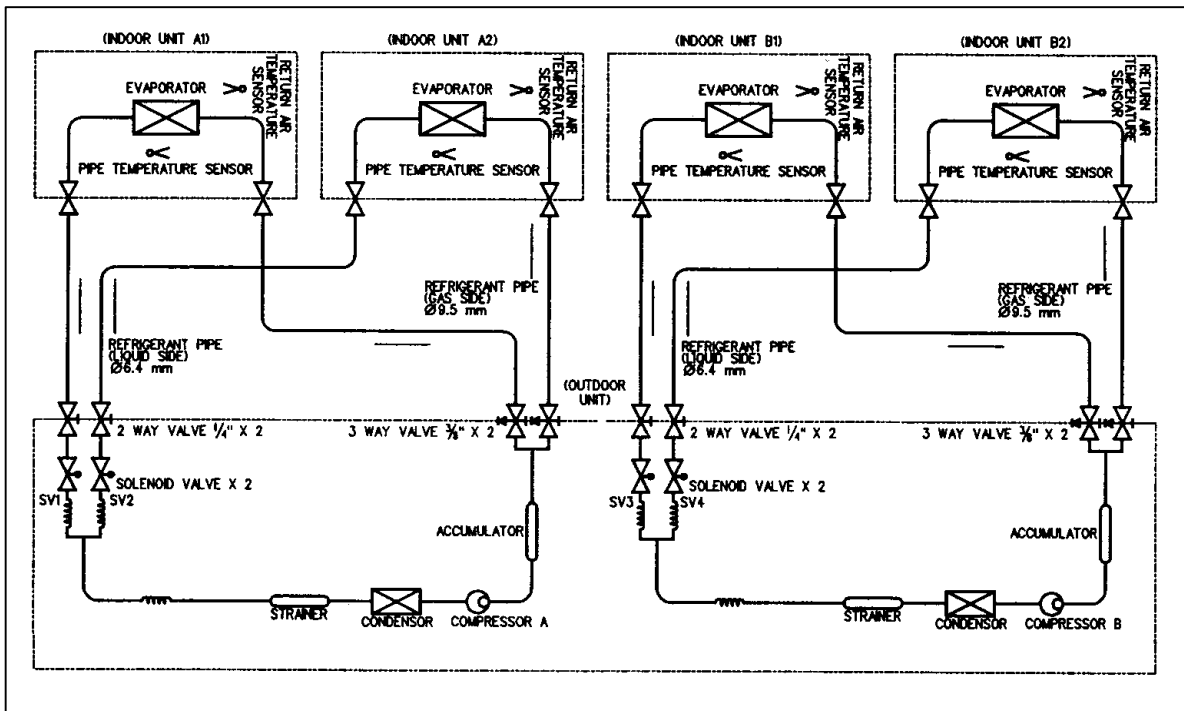 (INDOOR UNIT A1)
EVAPORATOR
RETURN AIR
TEMPERATURE
SENSOR
PIPE TEMPERATURE SENSOR
(INDOOR UNIT A2)
EVAPORATOR
RETURN AIR
TEMPERATURE
SENSOR
PIPE TEMPERATURE SENSOR
(INDOOR UNIT B1)
EVAPORATOR
RETURN AIR
TEMPERATURE
SENSOR
PIPE TEMPERATURE SENSOR
(INDOOR UNIT B2)
EVAPORATOR
RETURN AIR
TEMPERATURE
SENSOR
PIPE TEMPERATURE SENSOR
REFRIGERANT PIPE
(GAS SIDE)
Ø9.5 mm
REFRIGERANT PIPE
(LIQUID SIDE)
Ø6.4 mm
REFRIGERANT PIPE
(GAS SIDE)
Ø9.5 mm
REFRIGERANT PIPE
(LIQUID SIDE)
Ø6.4 mm
(OUTDOOR
UNIT)
2 WAY VALVE 1/4" X 2
3 WAY VALVE 3/8" X 2
2 WAY VALVE 1/4" X 2
3 WAY VALVE 3/8" X 2
SOLENOID VALVE X 2
SV1
SV2
ACCUMULATOR
STRAINER
CONDENSOR
COMPRESSOR A
SOLENOID VALVE X 2
SV3
SV4
ACCUMULATOR
STRAINER
CONDENSOR
COMPRESSOR B